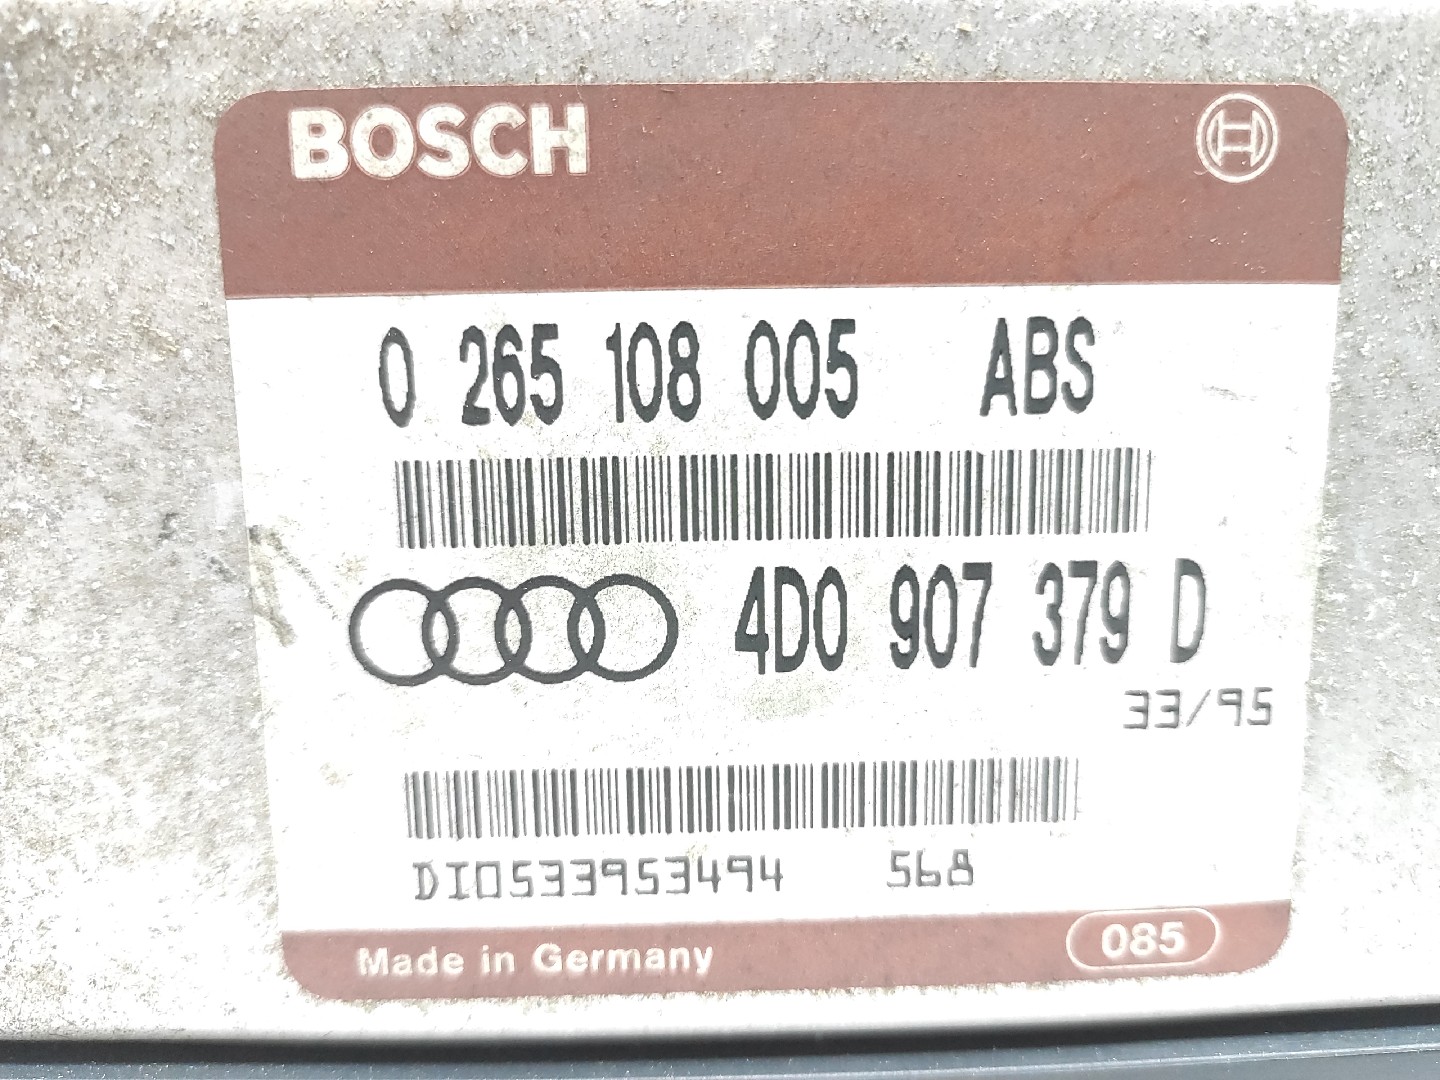 BOSCH
0 265 108 005 ABS
4D0 907 379 D
33/95
DI0533953494 568
Made in Germany 085